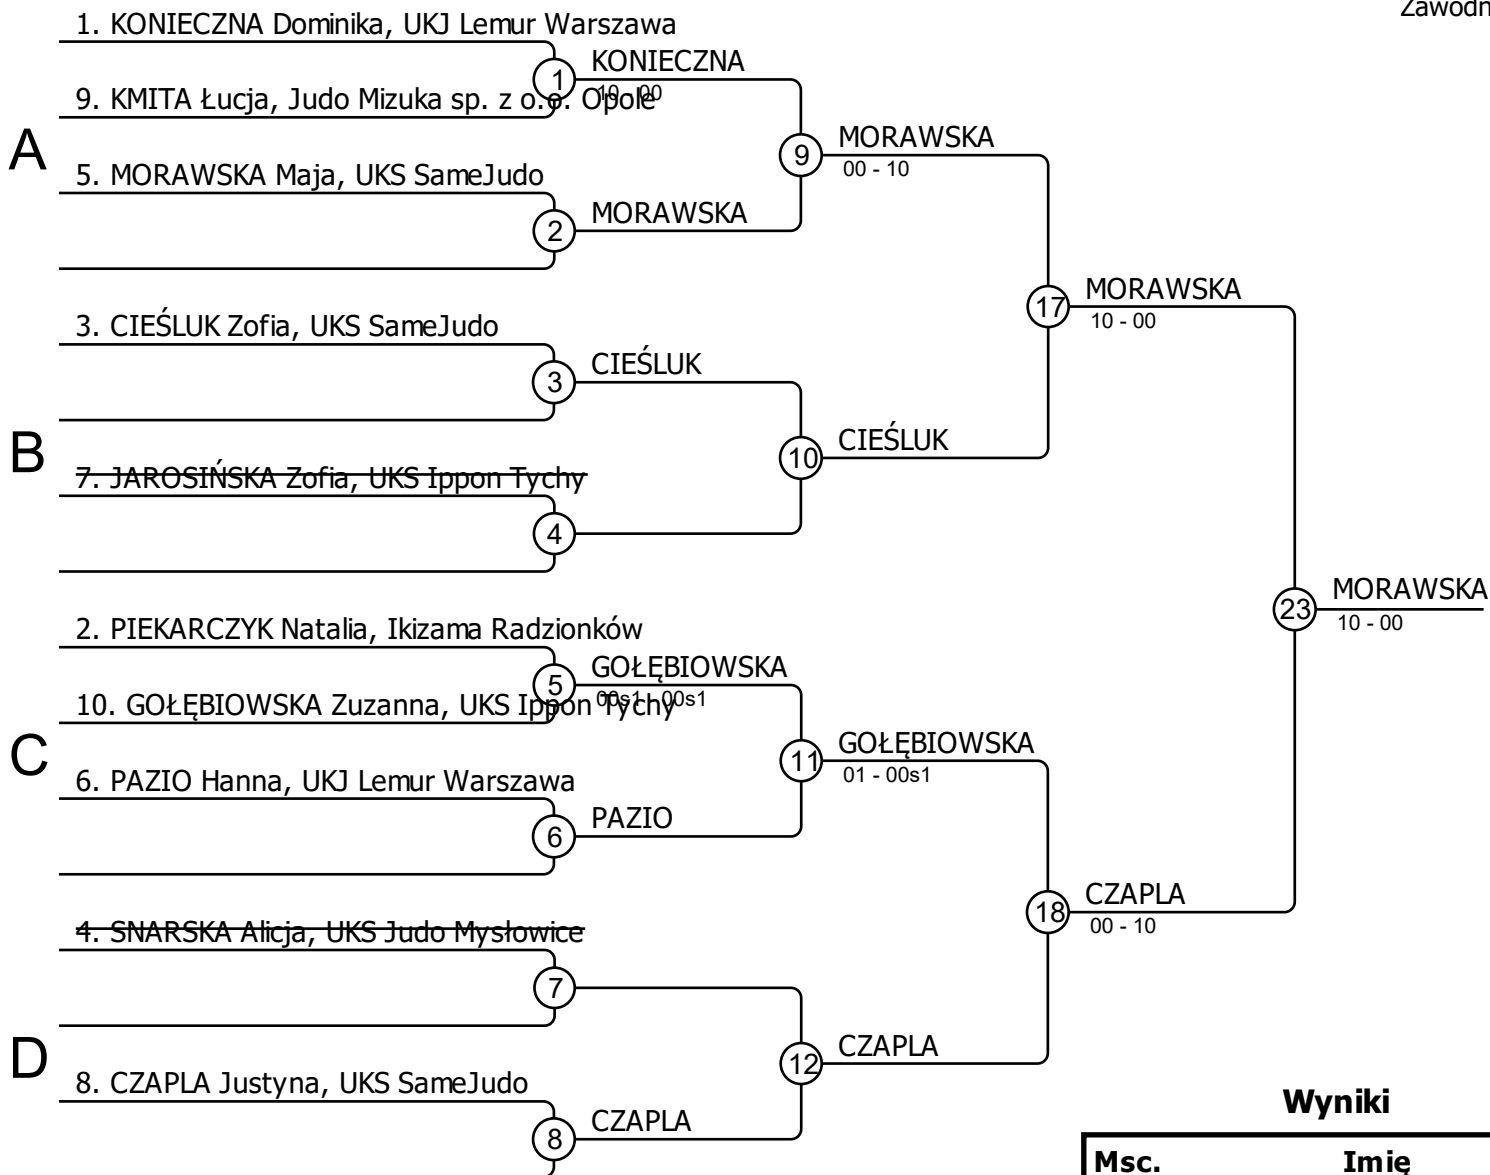 Zawodn
1. KONIECZNA Dominika, UKJ Lemur Warszawa
1
KONIECZNA
10 - 00
9. KMITA Łucja, Judo Mizuka sp. z o.o. Opole
A
9
MORAWSKA
00 - 10
5. MORAWSKA Maja, UKS SameJudo
2
MORAWSKA
17
MORAWSKA
10 - 00
3. CIEŚLUK Zofia, UKS SameJudo
3
CIEŚLUK
B
10
CIEŚLUK
7. JAROSIŃSKA Zofia, UKS Ippon Tychy
4
23
MORAWSKA
10 - 00
2. PIEKARCZYK Natalia, Ikizama Radzionków
5
GOŁĘBIOWSKA
00s1 - 00s1
10. GOŁĘBIOWSKA Zuzanna, UKS Ippon Tychy
C
11
GOŁĘBIOWSKA
01 - 00s1
6. PAZIO Hanna, UKJ Lemur Warszawa
6
PAZIO
18
CZAPLA
00 - 10
4. SNARSKA Alicja, UKS Judo Mysłowice
7
D
12
CZAPLA
8. CZAPLA Justyna, UKS SameJudo
8
CZAPLA
Wyniki
Msc. Imię